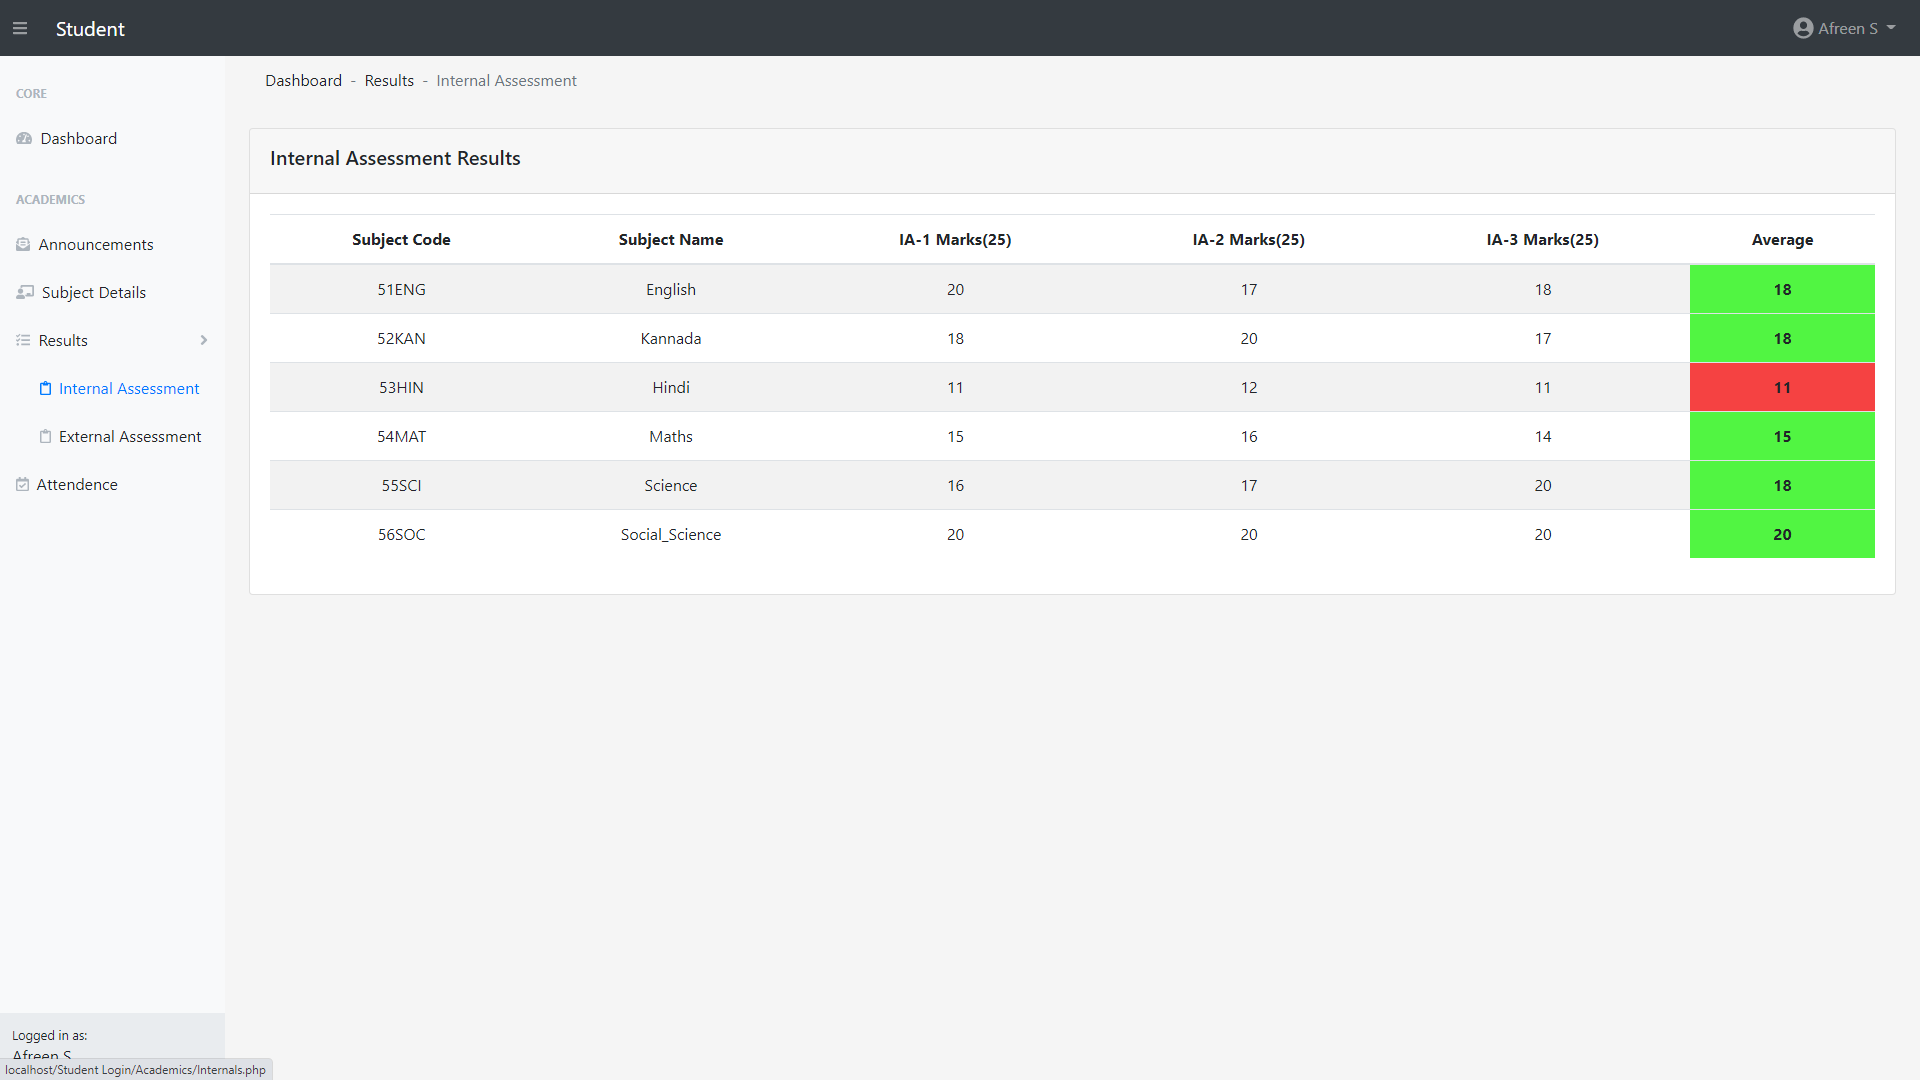 Student
Afreen S
Dashboard - Results - Internal Assessment
CORE
Dashboard
ACADEMICS
Announcements
Subject Details
Results
Internal Assessment
External Assessment
Attendence
Internal Assessment Results
Subject Code Subject Name IA-1 Marks(25) IA-2 Marks(25) IA-3 Marks(25) Average
51ENG English 20 17 18 18
52KAN Kannada 18 20 17 18
53HIN Hindi 11 12 11 11
54MAT Maths 15 16 14 15
55SCI Science 16 17 20 18
56SOC Social_Science 20 20 20 20
Logged in as:
Afreen S
localhost/Student Login/Academics/Internals.php